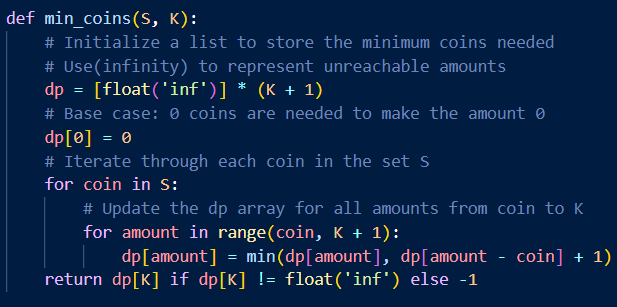 def min_coins(S, K):
    # Initialize a list to store the minimum coins needed
    # Use(infinity) to represent unreachable amounts
    dp = [float('inf')] * (K + 1)
    # Base case: 0 coins are needed to make the amount 0
    dp[0] = 0
    # Iterate through each coin in the set S
    for coin in S:
        # Update the dp array for all amounts from coin to K
        for amount in range(coin, K + 1):
            dp[amount] = min(dp[amount], dp[amount - coin] + 1)
    return dp[K] if dp[K] != float('inf') else -1